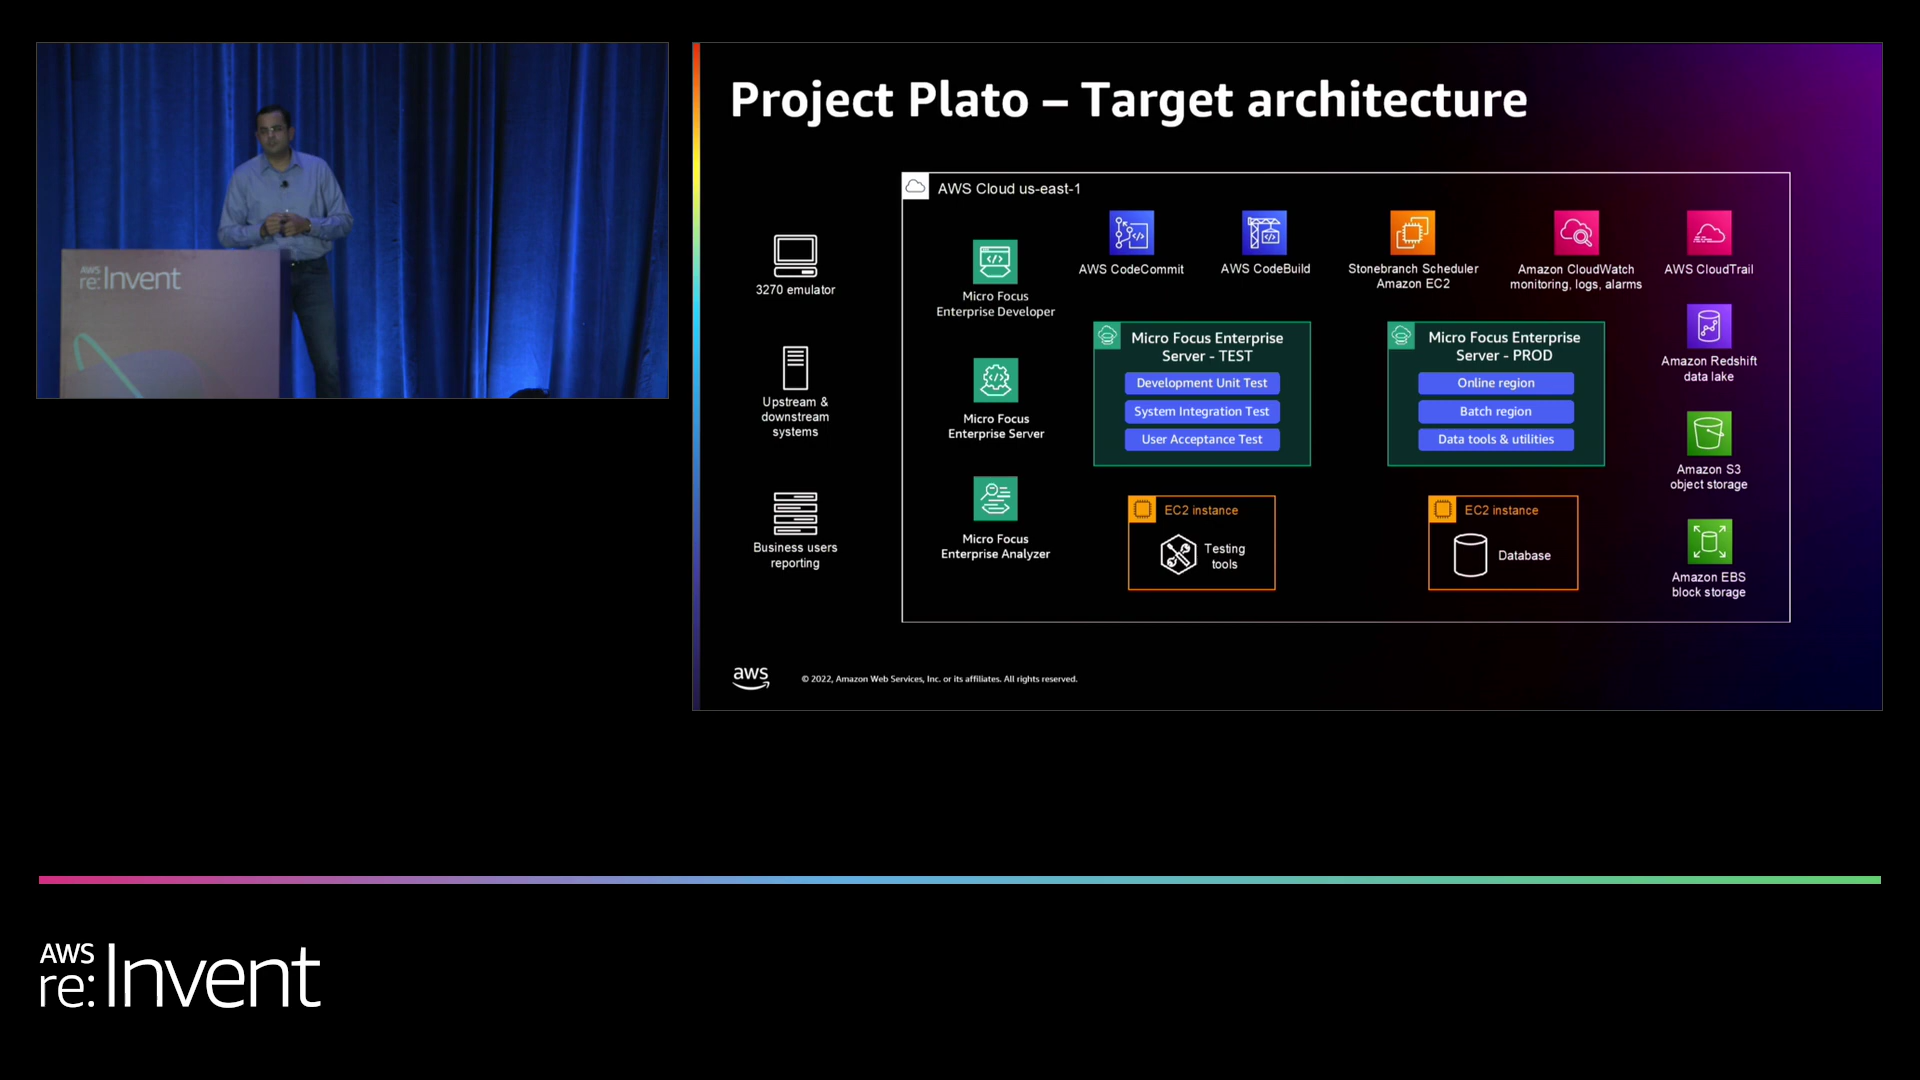 AWS
re:Invent
Project Plato – Target architecture
AWS Cloud us-east-1
3270 emulator
Upstream &
downstream
systems
Business users
reporting
Micro Focus
Enterprise Developer
Micro Focus
Enterprise Server
Micro Focus
Enterprise Analyzer
AWS CodeCommit
AWS CodeBuild
Stonebranch Scheduler
Amazon EC2
Amazon CloudWatch
monitoring, logs, alarms
AWS CloudTrail
Micro Focus Enterprise
Server - TEST
Development Unit Test
System Integration Test
User Acceptance Test
Micro Focus Enterprise
Server - PROD
Online region
Batch region
Data tools & utilities
EC2 instance
Testing
tools
EC2 instance
Database
Amazon Redshift
data lake
Amazon S3
object storage
Amazon EBS
block storage
aws
© 2022, Amazon Web Services, Inc. or its affiliates. All rights reserved.
AWS
re:Invent